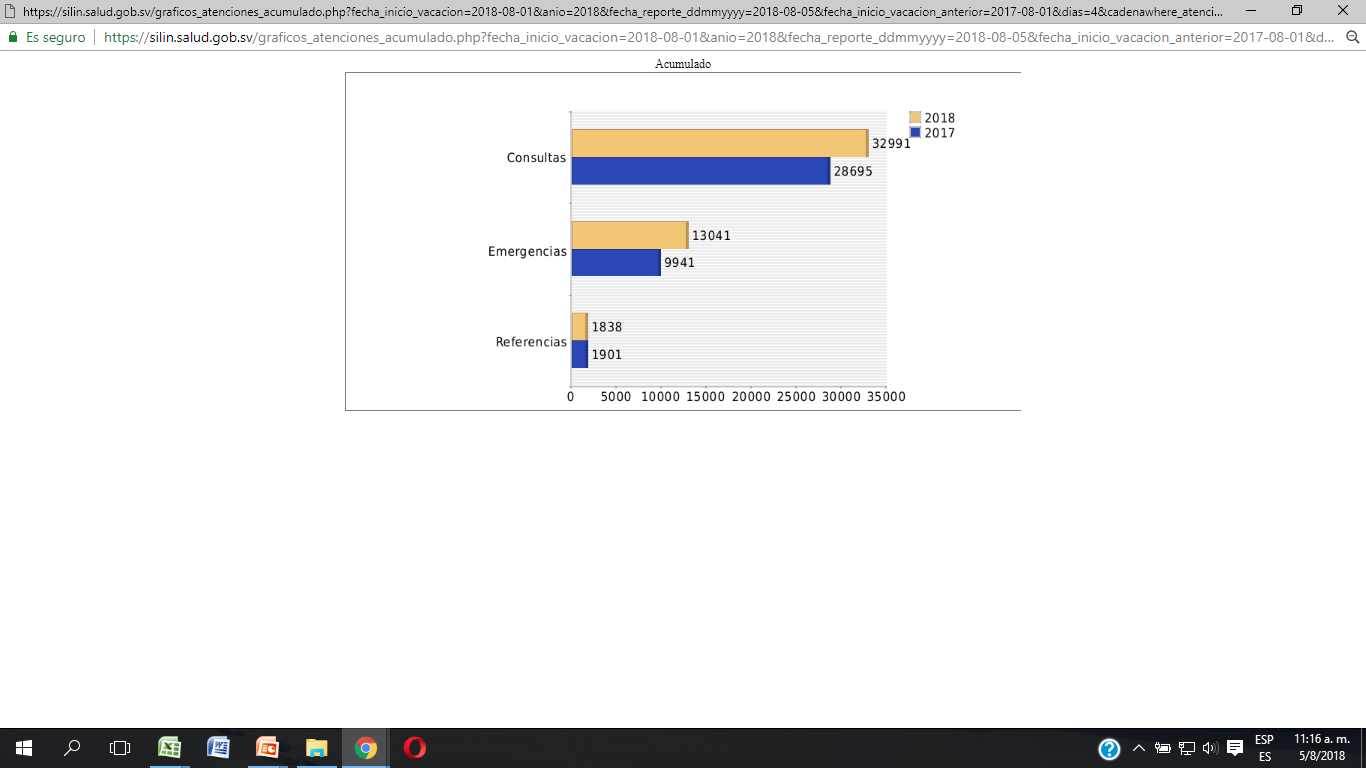 https://silin.salud.gob.sv/graficos_atenciones_acumulado.php?fecha_inicio_vacacion=2018-08-01&anio=2018&fecha_reporte_ddmmyyyy=2018-08-05&fecha_inicio_vacacion_anterior=2017-08-01&dias=4&cadenawhere_atenci...
Es seguro | https://silin.salud.gob.sv/graficos_atenciones_acumulado.php?fecha_inicio_vacacion=2018-08-01&anio=2018&fecha_reporte_ddmmyyyy=2018-08-05&fecha_inicio_vacacion_anterior=2017-08-01&d...
Acumulado
2018
2017
Consultas
32991
28695
Emergencias
13041
9941
Referencias
1838
1901
0 5000 10000 15000 20000 25000 30000 35000
ESP
ES
11:16 a. m.
5/8/2018